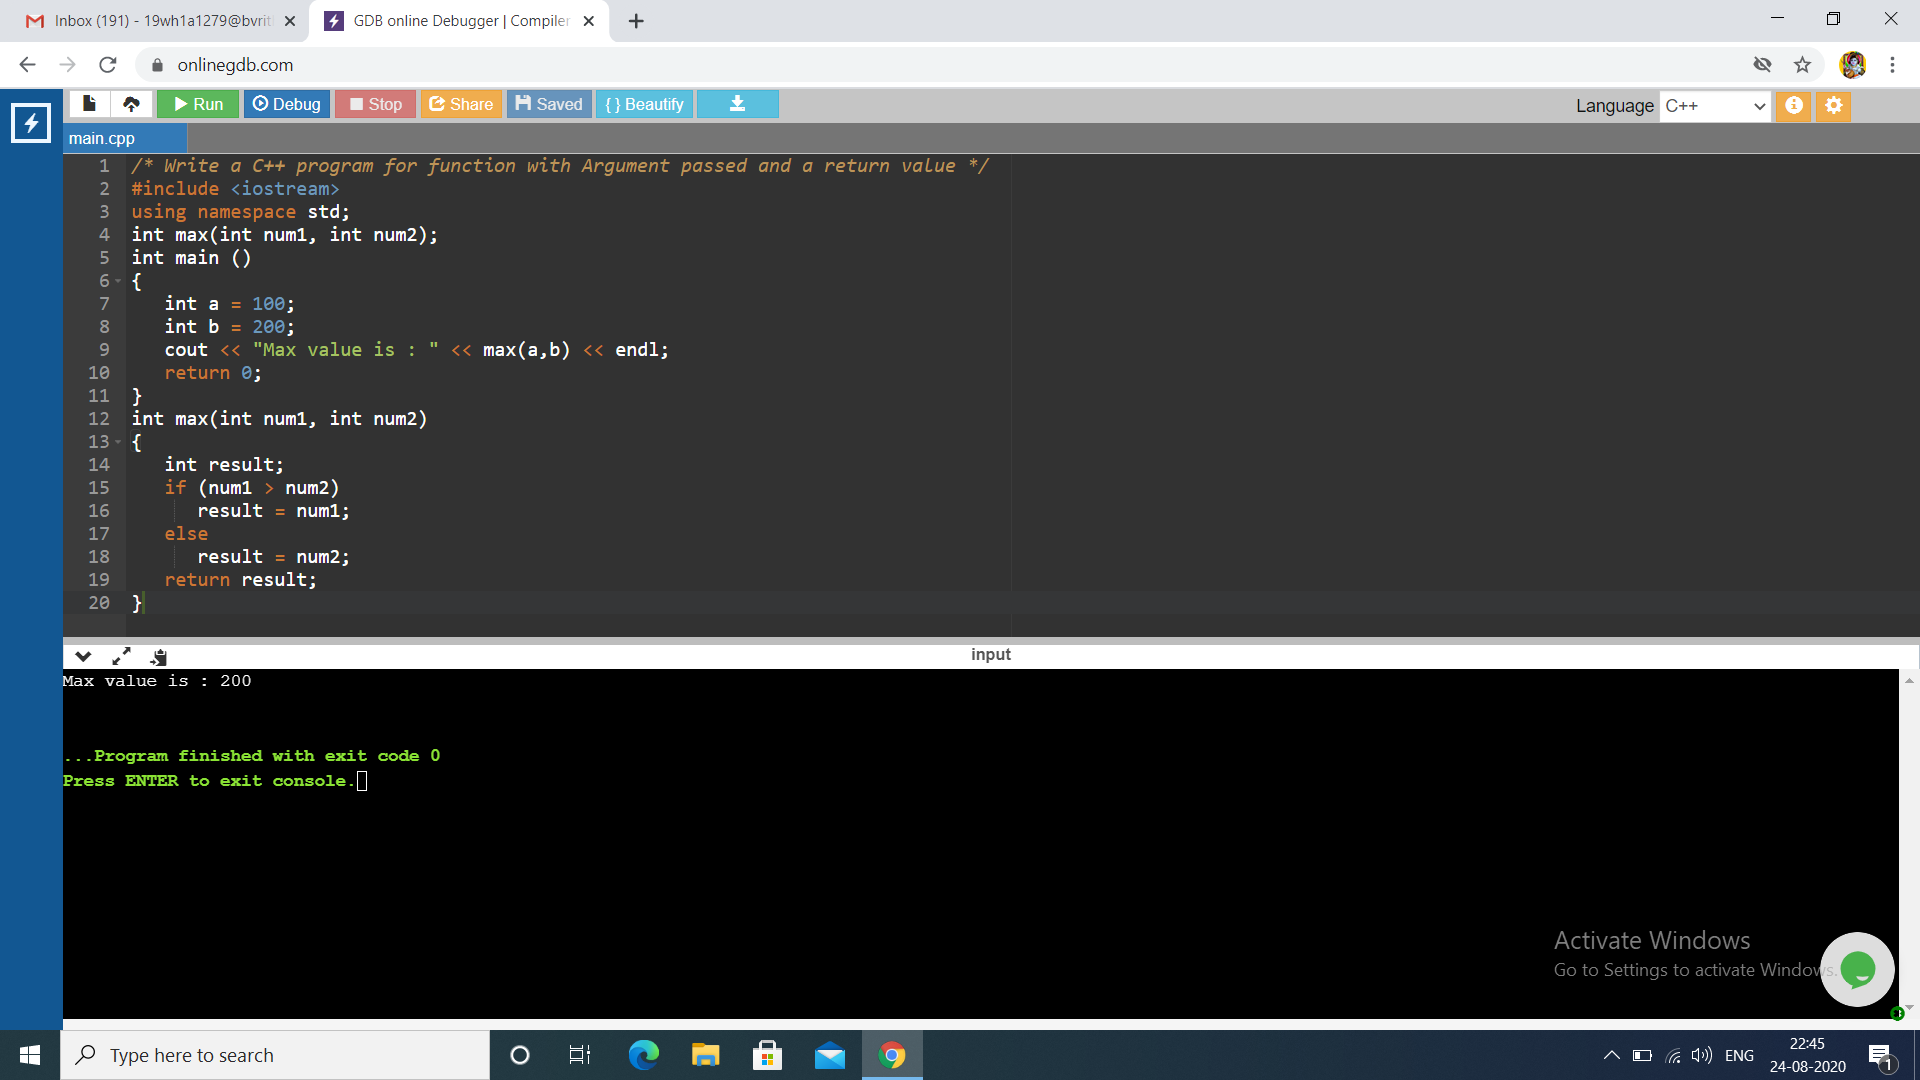 Inbox (191) - 19wh1a1279@bvrit
GDB online Debugger | Compiler
onlinegdb.com
Run Debug Stop Share Saved {} Beautify
Language C++
main.cpp
1 /* Write a C++ program for function with Argument passed and a return value */
2 #include <iostream>
3 using namespace std;
4 int max(int num1, int num2);
5 int main ()
6 {
7 int a = 100;
8 int b = 200;
9 cout << "Max value is : " << max(a,b) << endl;
10 return 0;
11 }
12 int max(int num1, int num2)
13 {
14 int result;
15 if (num1 > num2)
16 result = num1;
17 else
18 result = num2;
19 return result;
20 }
input
Max value is : 200
...Program finished with exit code 0
Press ENTER to exit console.
Activate Windows
Go to Settings to activate Windows.
Type here to search
ENG
22:45
24-08-2020
1